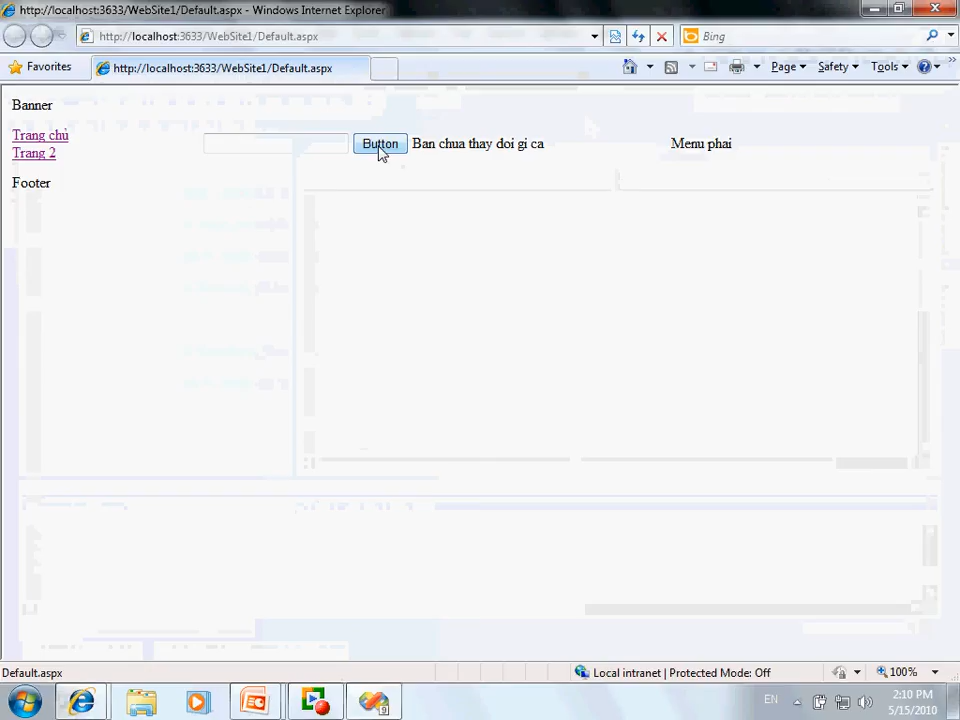 http://localhost:3633/WebSite1/Default.aspx - Windows Internet Explorer
http://localhost:3633/WebSite1/Default.aspx
Bing
Favorites
http://localhost:3633/WebSite1/Default.aspx
Page
Safety
Tools
Banner
Trang chủ
Button
Ban chua thay doi gi ca
Menu phai
Trang 2
Footer
Default.aspx
Local intranet | Protected Mode: Off
100%
EN
2:10 PM
5/15/2010